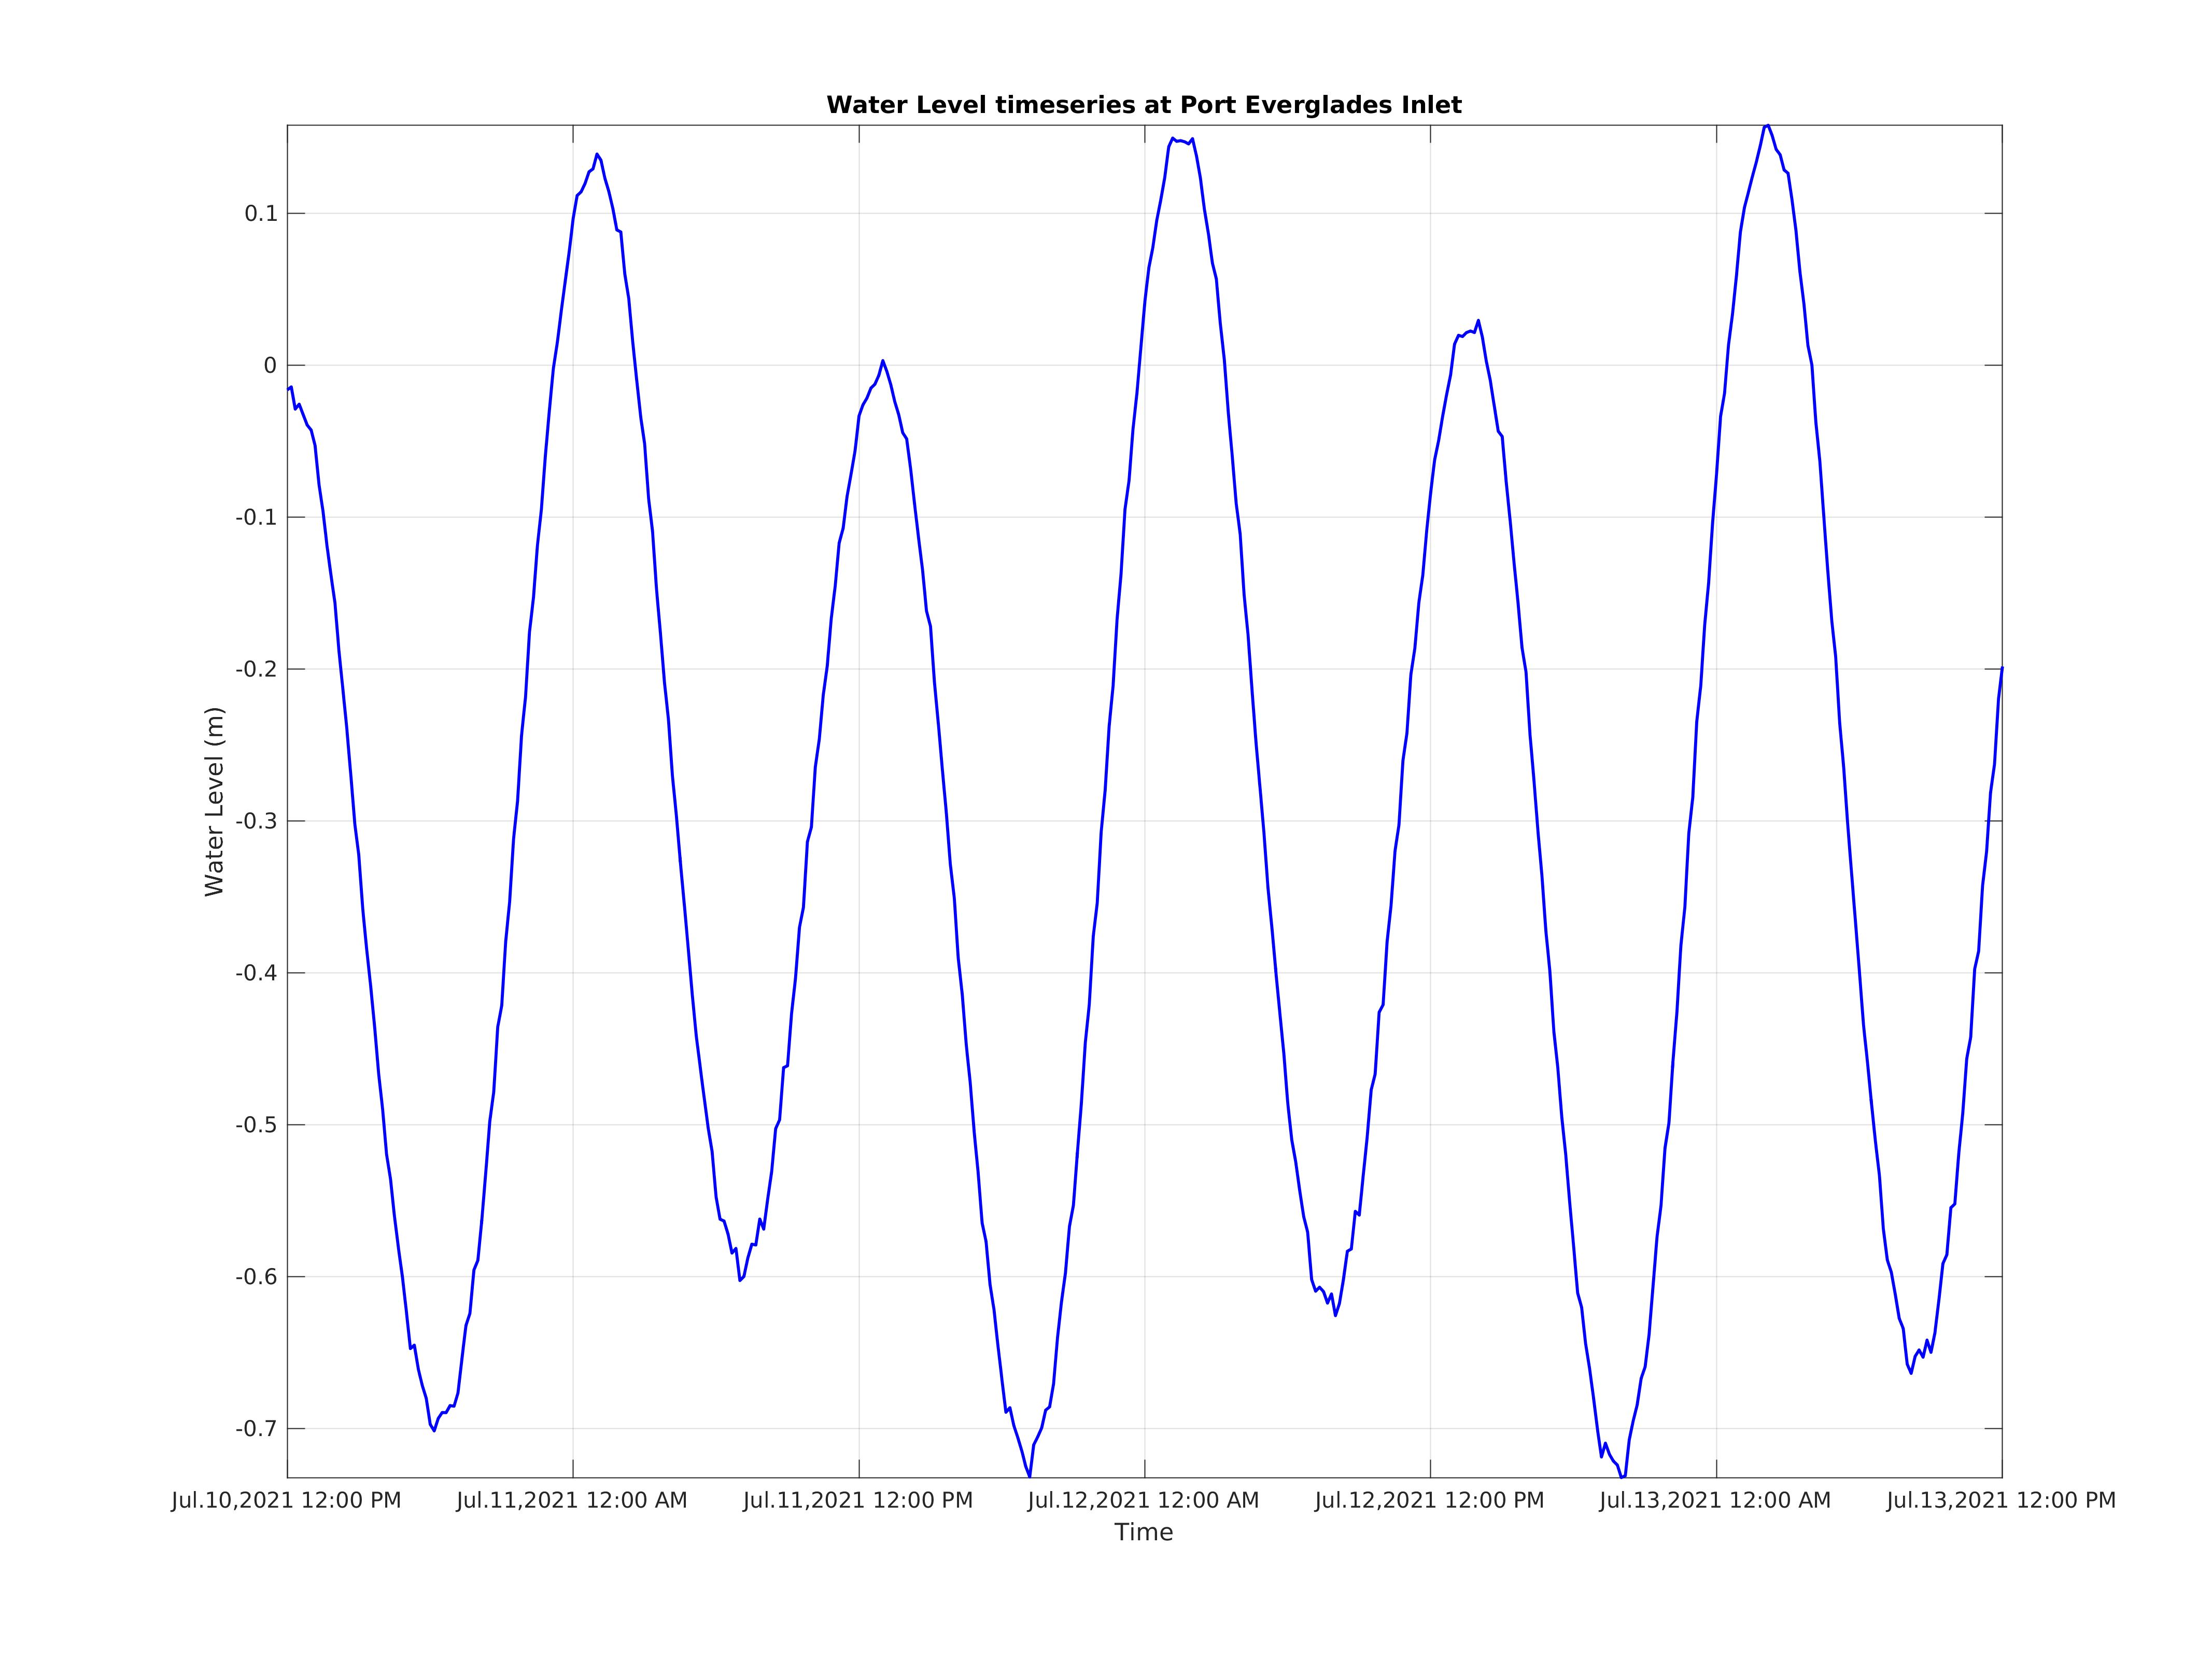 Water Level timeseries at Port Everglades Inlet
0.1
0
-0.1
-0.2
-0.3
-0.4
-0.5
-0.6
-0.7
Water Level (m)
Jul.10,2021 12:00 PM
Jul.11,2021 12:00 AM
Jul.11,2021 12:00 PM
Jul.12,2021 12:00 AM
Jul.12,2021 12:00 PM
Jul.13,2021 12:00 AM
Jul.13,2021 12:00 PM
Time